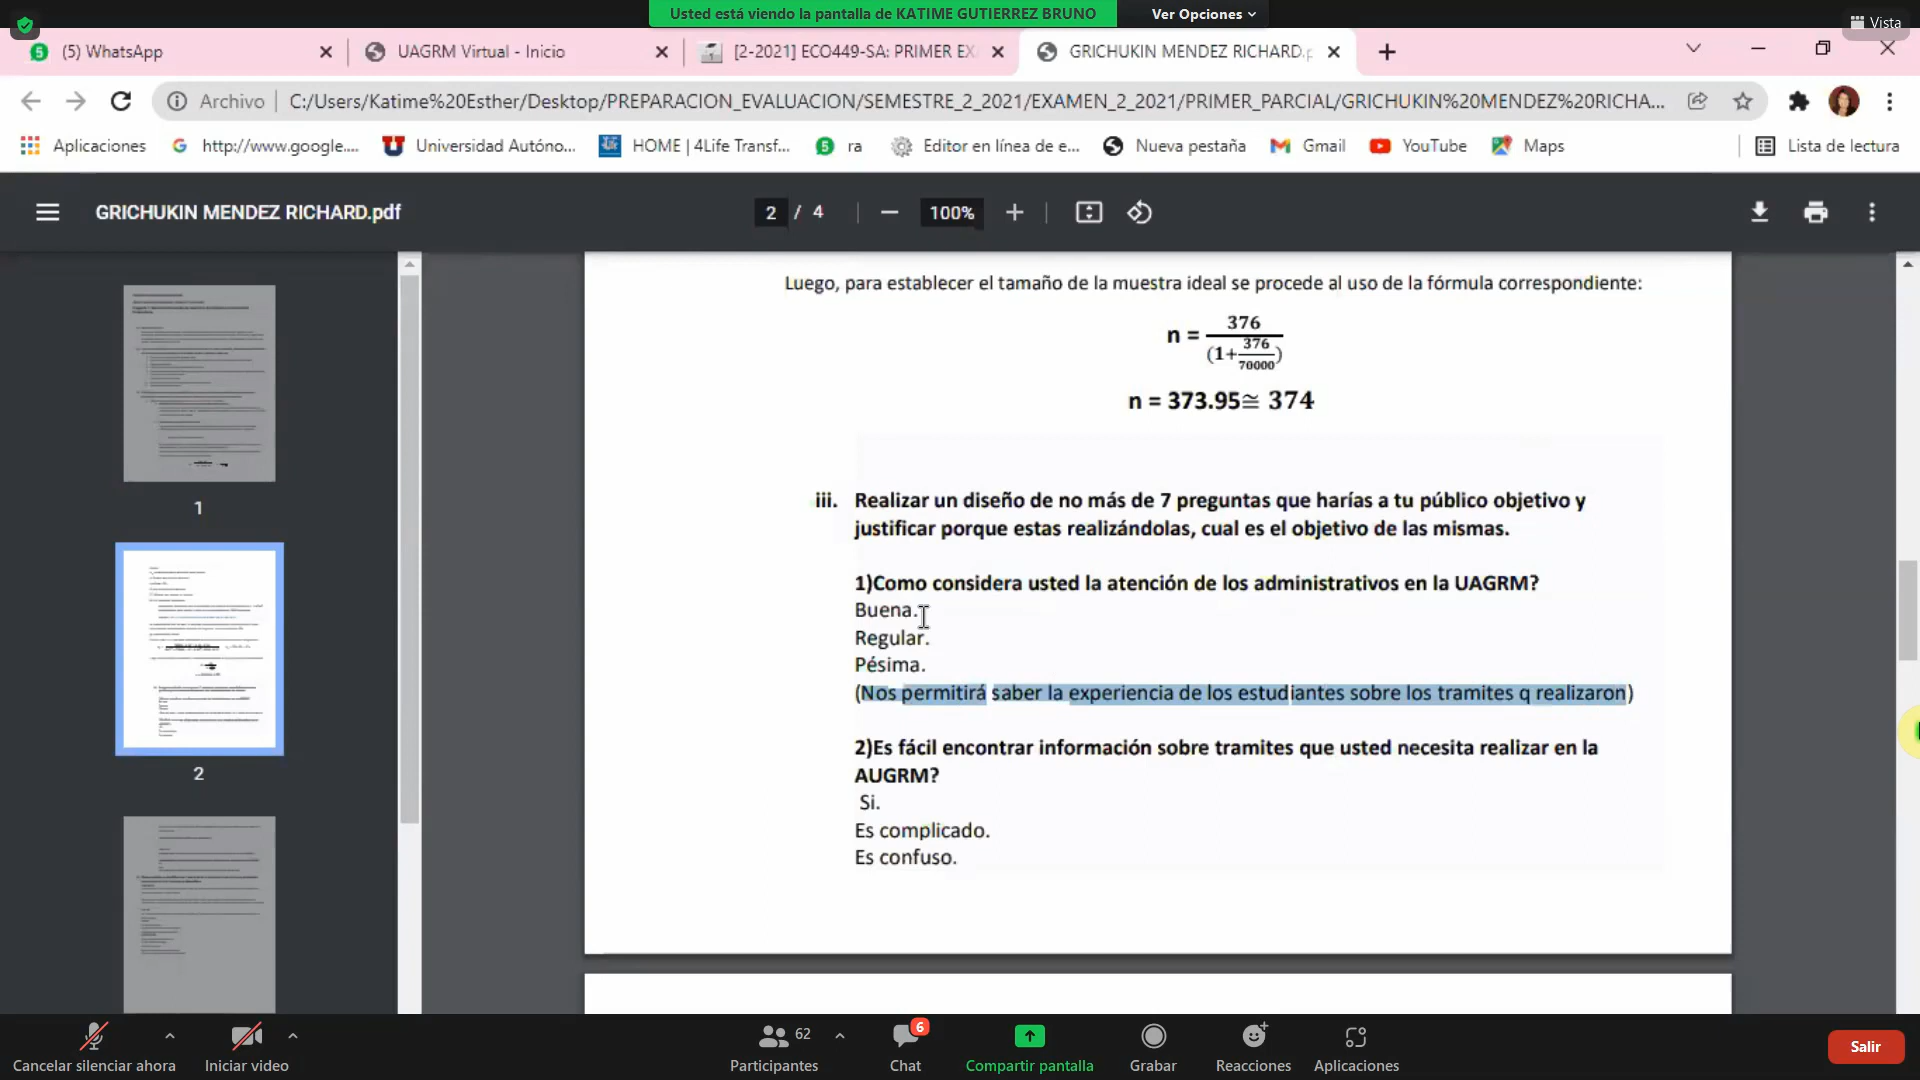 Usted está viendo la pantalla de KATIME GUTIERREZ BRUNO
Ver Opciones
Vista
(5) WhatsApp
UAGRM Virtual - Inicio
[2-2021] ECO449-SA: PRIMER EX
GRICHUKIN MENDEZ RICHARD.p
Archivo
C:/Users/Katime%20Esther/Desktop/PREPARACION_EVALUACION/SEMESTRE_2_2021/EXAMEN_2_2021/PRIMER_PARCIAL/GRICHUKIN%20MENDEZ%20RICHA...
Aplicaciones
http://www.google....
Universidad Autóno...
HOME | 4Life Transf...
5 ra
Editor en línea de e...
Nueva pestaña
Gmail
YouTube
Maps
Lista de lectura
GRICHUKIN MENDEZ RICHARD.pdf
2 / 4
100%
1
2
Luego, para establecer el tamaño de la muestra ideal se procede al uso de la fórmula correspondiente:
n = 376 / (1+376/70000)
n = 373.95≅ 374
iii. Realizar un diseño de no más de 7 preguntas que harías a tu público objetivo y
justificar porque estas realizándolas, cual es el objetivo de las mismas.
1)Como considera usted la atención de los administrativos en la UAGRM?
Buena.
Regular.
Pésima.
(Nos permitirá saber la experiencia de los estudiantes sobre los tramites q realizaron)
2)Es fácil encontrar información sobre tramites que usted necesita realizar en la
AUGRM?
Si.
Es complicado.
Es confuso.
Cancelar silenciar ahora
Iniciar video
62
Participantes
6
Chat
Compartir pantalla
Grabar
Reacciones
Aplicaciones
Salir